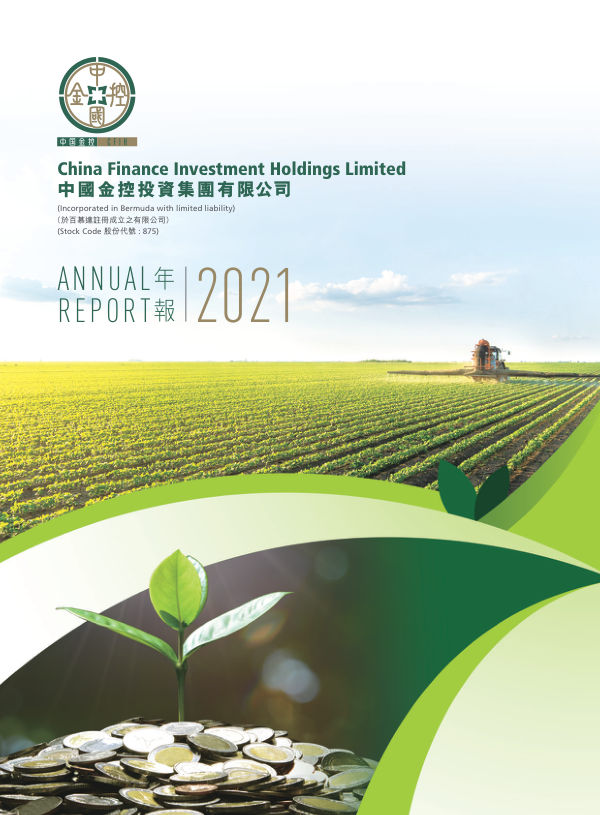 中
金 控
國
中国金控 CFIH
China Finance Investment Holdings Limited
中國金控投資集團有限公司
(Incorporated in Bermuda with limited liability)
(於百慕達註冊成立之有限公司)
(Stock Code 股份代號 : 875)
ANNUAL年
REPORT報
2021